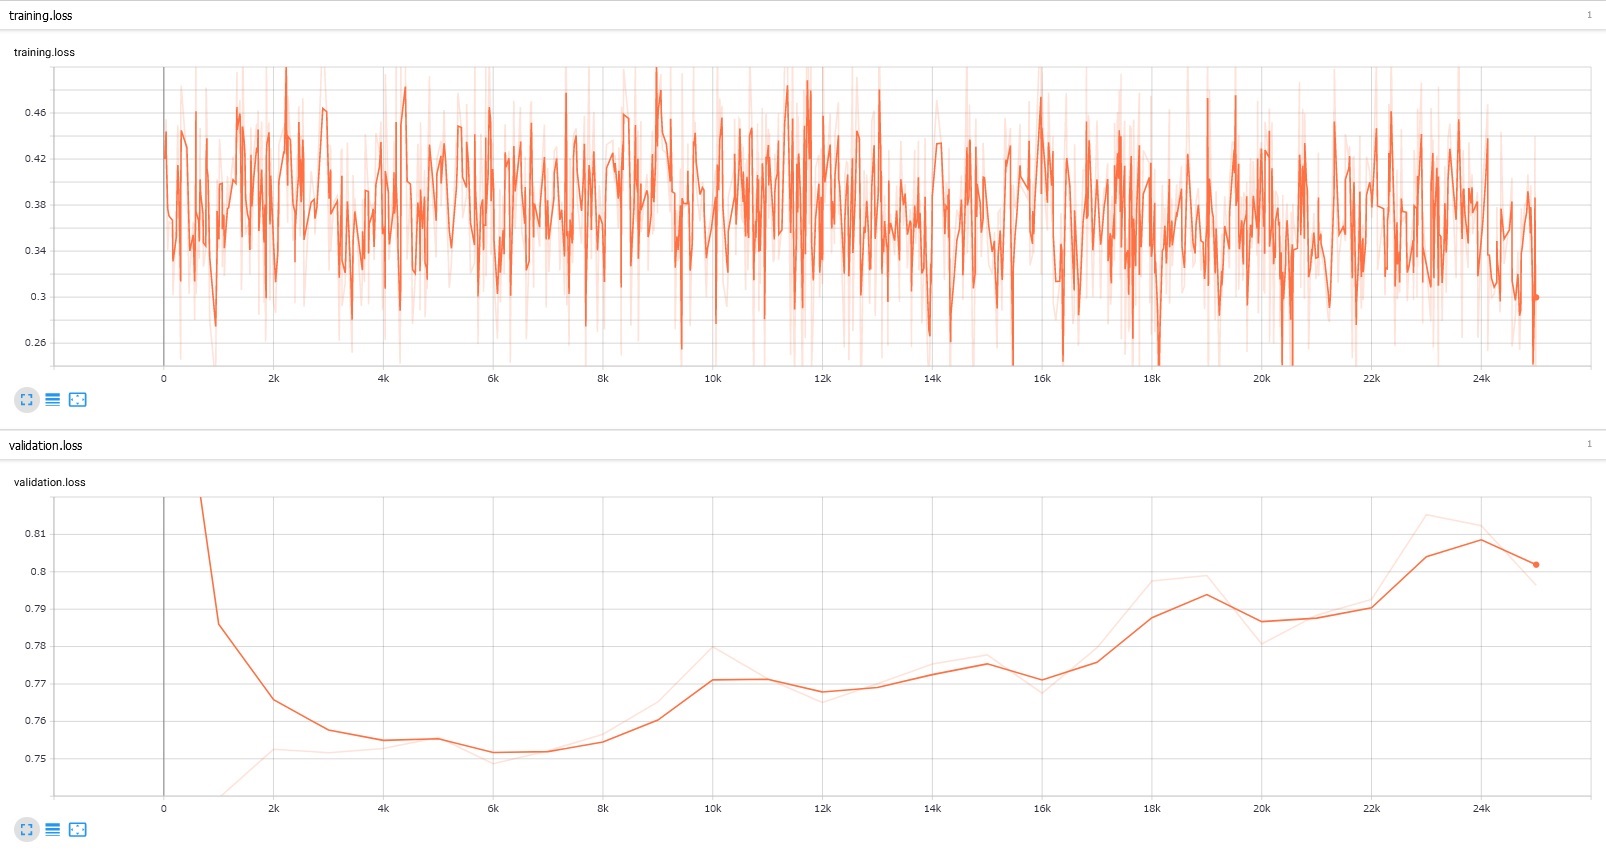 training.loss 1
training.loss
0.46
0.42
0.38
0.34
0.3
0.26
0 2k 4k 6k 8k 10k 12k 14k 16k 18k 20k 22k 24k
validation.loss 1
validation.loss
0.81
0.8
0.79
0.78
0.77
0.76
0.75
0 2k 4k 6k 8k 10k 12k 14k 16k 18k 20k 22k 24k